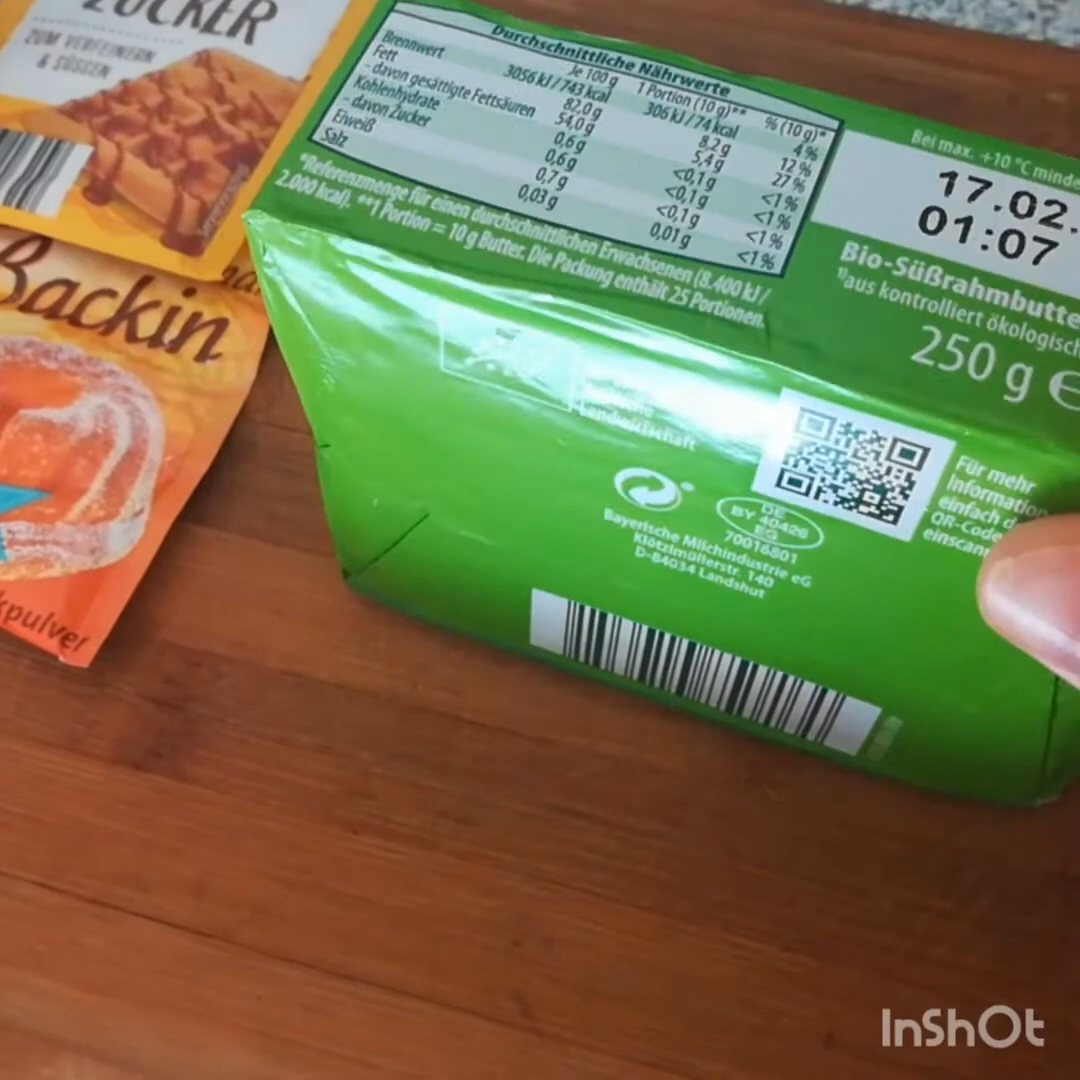 ZUCKER
ZUM VERFEINERN
& SÜSSEN
Backin
Durchschnittliche Nährwerte
Je 100 g 1 Portion (10 g)** % (10 g)*
Brennwert 3056 kJ / 743 kcal 306 kJ / 74 kcal 4 %
Fett 82,0 g 8,2 g 12 %
- davon gesättigte Fettsäuren 54,0 g 5,4 g 27 %
Kohlenhydrate 0,6 g <0,1 g <1 %
- davon Zucker 0,6 g <0,1 g <1 %
Eiweiß 0,7 g <0,1 g <1 %
Salz 0,03 g 0,01 g <1 %
*Referenzmenge für einen durchschnittlichen Erwachsenen (8.400 kJ /
2.000 kcal). **1 Portion = 10 g Butter. Die Packung enthält 25 Portionen.
Bei max. +10 °C minde
17.02.
01:07
Bio-Süßrahmbutte
¹⁾aus kontrolliert ökologisch
250 g e
Landwirtschaft
DE
BY 40426
EG
70016801
Bayerische Milchindustrie eG
Klötzlmüllerstr. 140
D-84034 Landshut
Für mehr
Information
einfach d
QR-Code
einscan
kpulver
InShOt